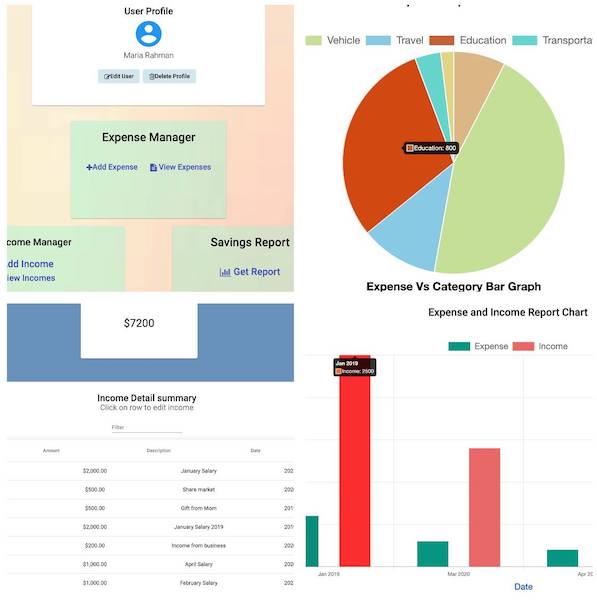 User Profile
Maria Rahman
Edit User
Delete Profile
Expense Manager
Add Expense
View Expenses
come Manager
dd Income
iew Incomes
Savings Report
Get Report
Vehicle Travel Education Transporta
Education: 800
Expense Vs Category Bar Graph
$7200
Income Detail summary
Click on row to edit income
Filter
Amount Description Date
$2,000.00 January Salary 202
$500.00 Share market 202
$500.00 Gift from Mom 201
$2,000.00 January Salary 2019 201
$200.00 Income from business 202
$1,000.00 April Salary 202
$1,000.00 February Salary 202
Expense and Income Report Chart
Expense Income
Jan 2019
Income: 2500
Jan 2019 Mar 2020 Apr 20
Date